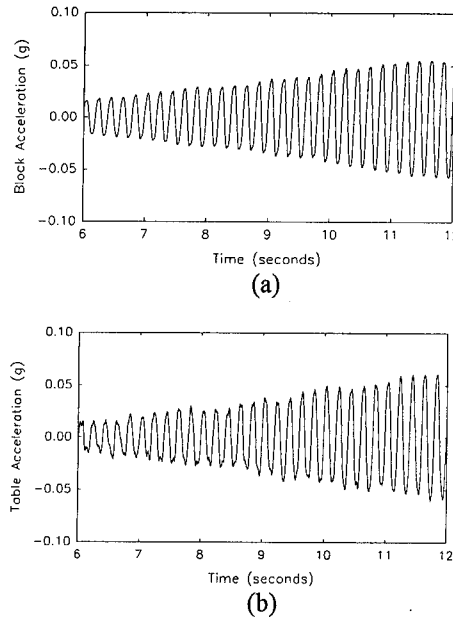 0.10
0.05
0.00
−0.05
−0.10
Block Acceleration (g)
6 7 8 9 10 11 12
Time (seconds)
(a)
0.10
0.05
0.00
−0.05
−0.10
Table Acceleration (g)
6 7 8 9 10 11 12
Time (seconds)
(b)